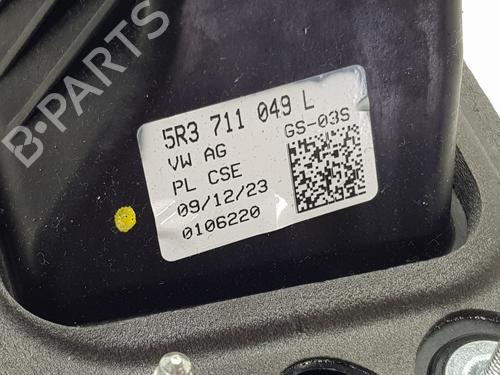 B-PARTS
5R3 711 049 L
VW AG GS-03S
PL CSE
09/12/23
0106220